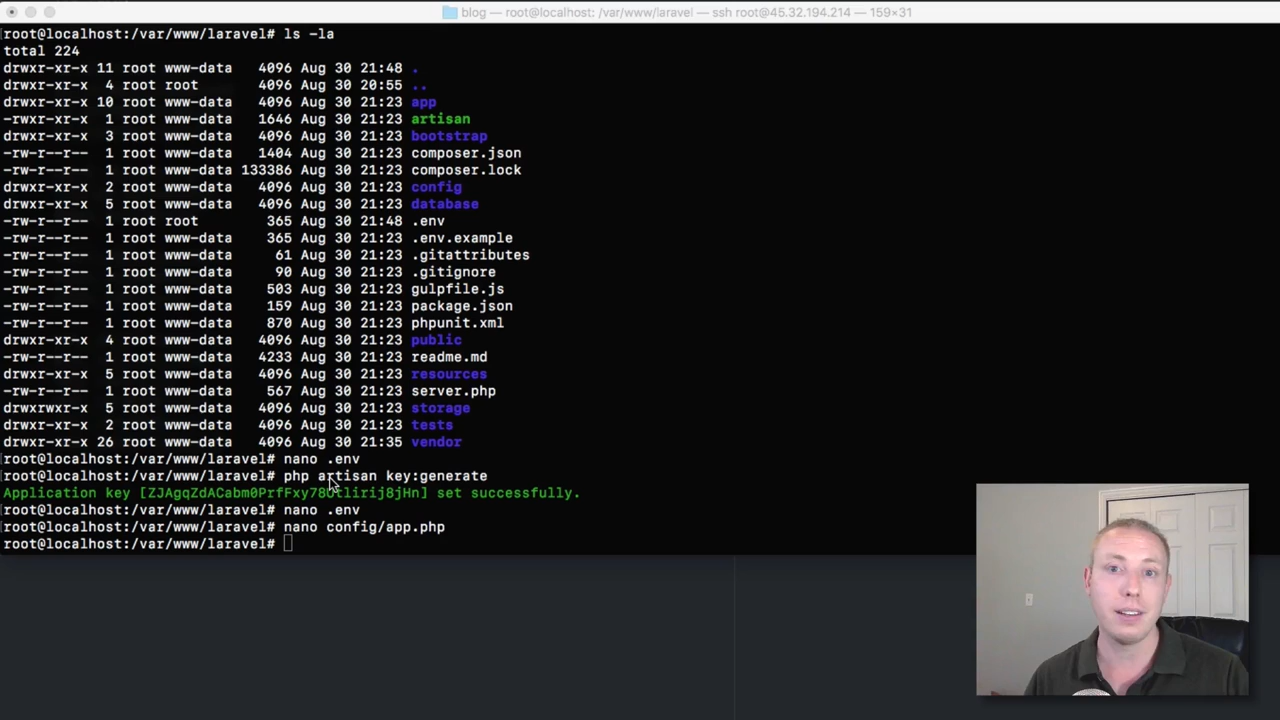 blog — root@localhost: /var/www/laravel — ssh root@45.32.194.214 — 159×31
root@localhost:/var/www/laravel# ls -la
total 224
drwxr-xr-x 11 root www-data   4096 Aug 30 21:48 .
drwxr-xr-x  4 root root       4096 Aug 30 20:55 ..
drwxr-xr-x 10 root www-data   4096 Aug 30 21:23 app
-rwxr-xr-x  1 root www-data   1646 Aug 30 21:23 artisan
drwxr-xr-x  3 root www-data   4096 Aug 30 21:23 bootstrap
-rw-r--r--  1 root www-data   1404 Aug 30 21:23 composer.json
-rw-r--r--  1 root www-data 133386 Aug 30 21:23 composer.lock
drwxr-xr-x  2 root www-data   4096 Aug 30 21:23 config
drwxr-xr-x  5 root www-data   4096 Aug 30 21:23 database
-rw-r--r--  1 root root        365 Aug 30 21:48 .env
-rw-r--r--  1 root www-data    365 Aug 30 21:23 .env.example
-rw-r--r--  1 root www-data     61 Aug 30 21:23 .gitattributes
-rw-r--r--  1 root www-data     90 Aug 30 21:23 .gitignore
-rw-r--r--  1 root www-data    503 Aug 30 21:23 gulpfile.js
-rw-r--r--  1 root www-data    159 Aug 30 21:23 package.json
-rw-r--r--  1 root www-data    870 Aug 30 21:23 phpunit.xml
drwxr-xr-x  4 root www-data   4096 Aug 30 21:23 public
-rw-r--r--  1 root www-data   4233 Aug 30 21:23 readme.md
drwxr-xr-x  5 root www-data   4096 Aug 30 21:23 resources
-rw-r--r--  1 root www-data    567 Aug 30 21:23 server.php
drwxrwxr-x  5 root www-data   4096 Aug 30 21:23 storage
drwxr-xr-x  2 root www-data   4096 Aug 30 21:23 tests
drwxr-xr-x 26 root www-data   4096 Aug 30 21:35 vendor
root@localhost:/var/www/laravel# nano .env
root@localhost:/var/www/laravel# php artisan key:generate
Application key set successfully.
root@localhost:/var/www/laravel# nano .env
root@localhost:/var/www/laravel# nano config/app.php
root@localhost:/var/www/laravel#